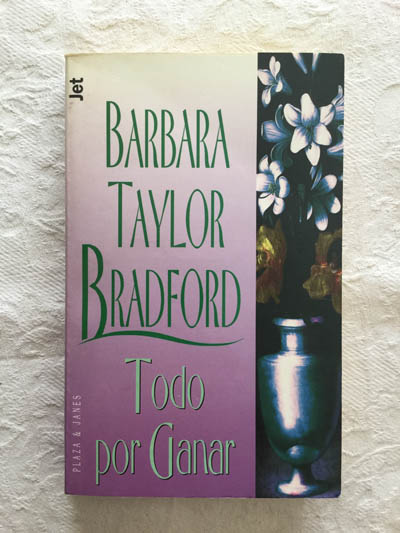 Jet
BARBARA
TAYLOR
BRADFORD
Todo
por Ganar
PLAZA & JANES